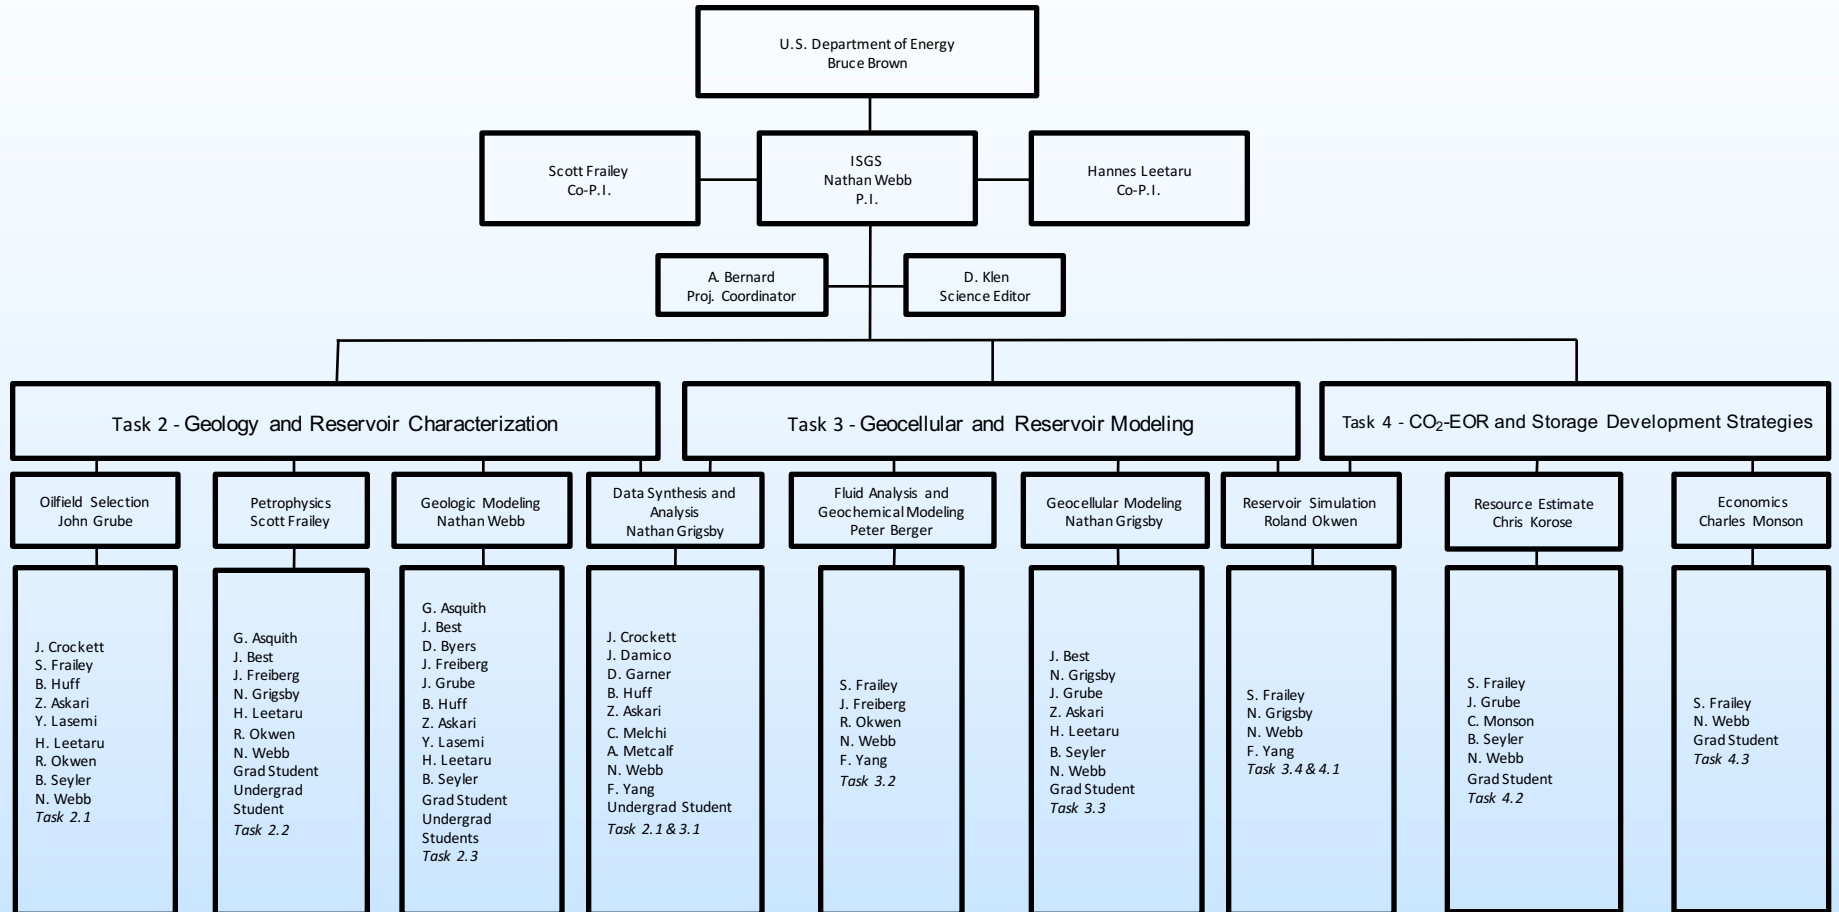 U.S. Department of Energy
Bruce Brown
Scott Frailey
Co-P.I.
ISGS
Nathan Webb
P.I.
Hannes Leetaru
Co-P.I.
A. Bernard
Proj. Coordinator
D. Klen
Science Editor
Task 2 - Geology and Reservoir Characterization
Task 3 - Geocellular and Reservoir Modeling
Task 4 - CO₂-EOR and Storage Development Strategies
Oilfield Selection
John Grube
Petrophysics
Scott Frailey
Geologic Modeling
Nathan Webb
Data Synthesis and
Analysis
Nathan Grigsby
Fluid Analysis and
Geochemical Modeling
Peter Berger
Geocellular Modeling
Nathan Grigsby
Reservoir Simulation
Roland Okwen
Resource Estimate
Chris Korose
Economics
Charles Monson
J. Crockett
S. Frailey
B. Huff
Z. Askari
Y. Lasemi
H. Leetaru
R. Okwen
B. Seyler
N. Webb
Task 2.1
G. Asquith
J. Best
J. Freiberg
N. Grigsby
H. Leetaru
R. Okwen
N. Webb
Grad Student
Undergrad
Student
Task 2.2
G. Asquith
J. Best
D. Byers
J. Freiberg
J. Grube
B. Huff
Z. Askari
Y. Lasemi
H. Leetaru
B. Seyler
Grad Student
Undergrad
Students
Task 2.3
J. Crockett
J. Damico
D. Garner
B. Huff
Z. Askari
C. Melchi
A. Metcalf
N. Webb
F. Yang
Undergrad Student
Task 2.1 & 3.1
S. Frailey
J. Freiberg
R. Okwen
N. Webb
F. Yang
Task 3.2
J. Best
N. Grigsby
J. Grube
Z. Askari
H. Leetaru
B. Seyler
N. Webb
Grad Student
Task 3.3
S. Frailey
N. Grigsby
N. Webb
F. Yang
Task 3.4 & 4.1
S. Frailey
J. Grube
C. Monson
B. Seyler
N. Webb
Grad Student
Task 4.2
S. Frailey
N. Webb
Grad Student
Task 4.3